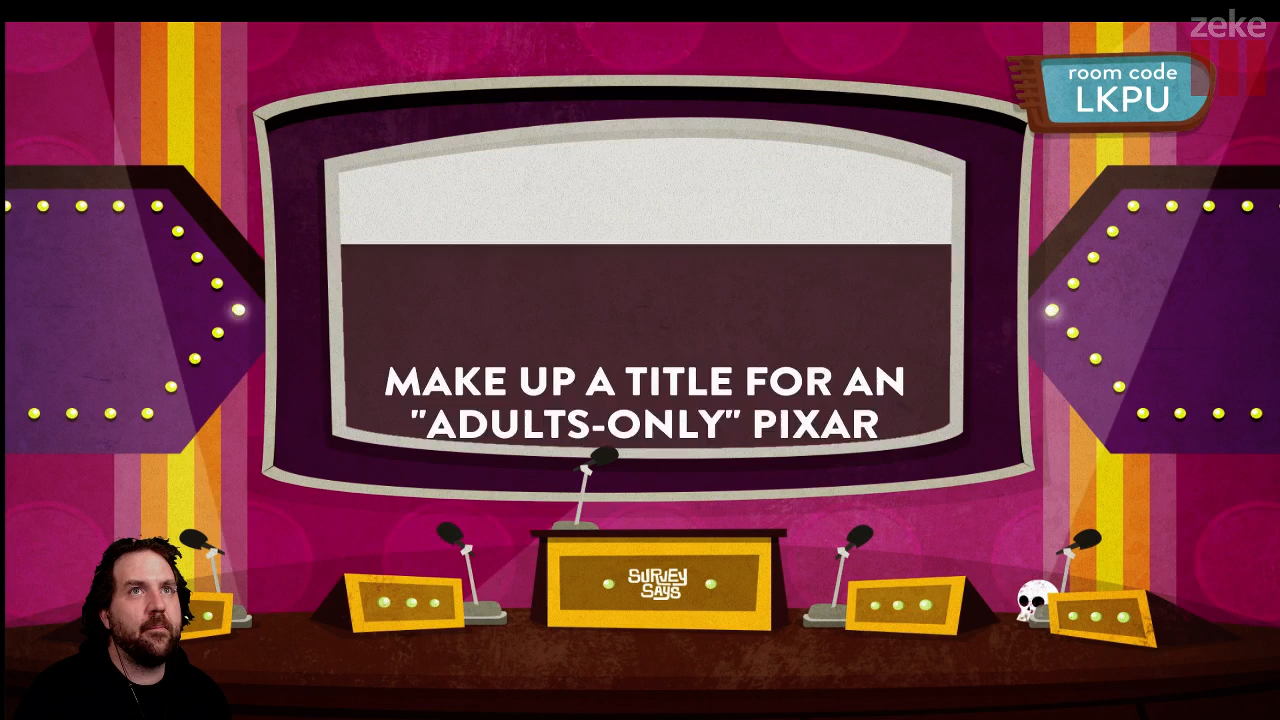 zeke
room code
LKPU
MAKE UP A TITLE FOR AN
"ADULTS-ONLY" PIXAR
SURVEY
SAYS